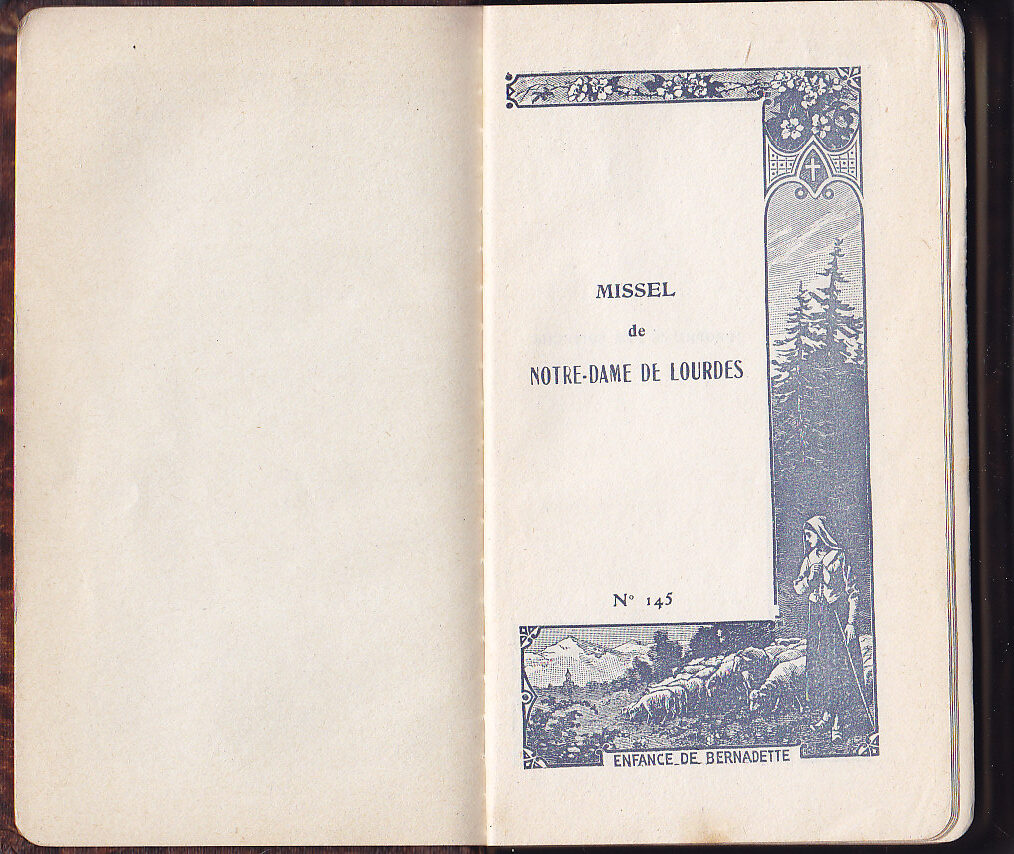 MISSEL
de
NOTRE-DAME DE LOURDES
N° 145
ENFANCE DE BERNADETTE